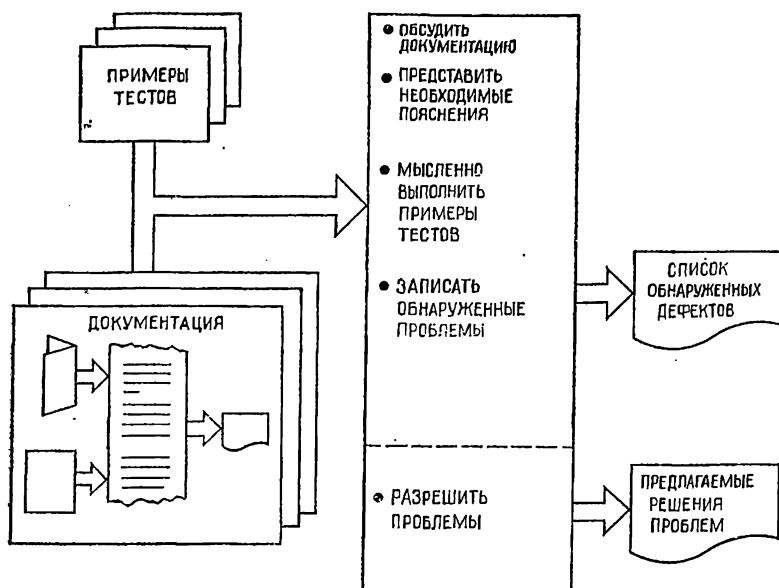 ПРИМЕРЫ
ТЕСТОВ
ДОКУМЕНТАЦИЯ
• ОБСУДИТЬ
ДОКУМЕНТАЦИЮ
• ПРЕДСТАВИТЬ
НЕОБХОДИМЫЕ
ПОЯСНЕНИЯ
• МЫСЛЕННО
ВЫПОЛНИТЬ
ПРИМЕРЫ
ТЕСТОВ
• ЗАПИСАТЬ
ОБНАРУЖЕННЫЕ
ПРОБЛЕМЫ
• РАЗРЕШИТЬ
ПРОБЛЕМЫ
СПИСОК
ОБНАРУЖЕННЫХ
ДЕФЕКТОВ
ПРЕДЛАГАЕМЫЕ
РЕШЕНИЯ
ПРОБЛЕМ